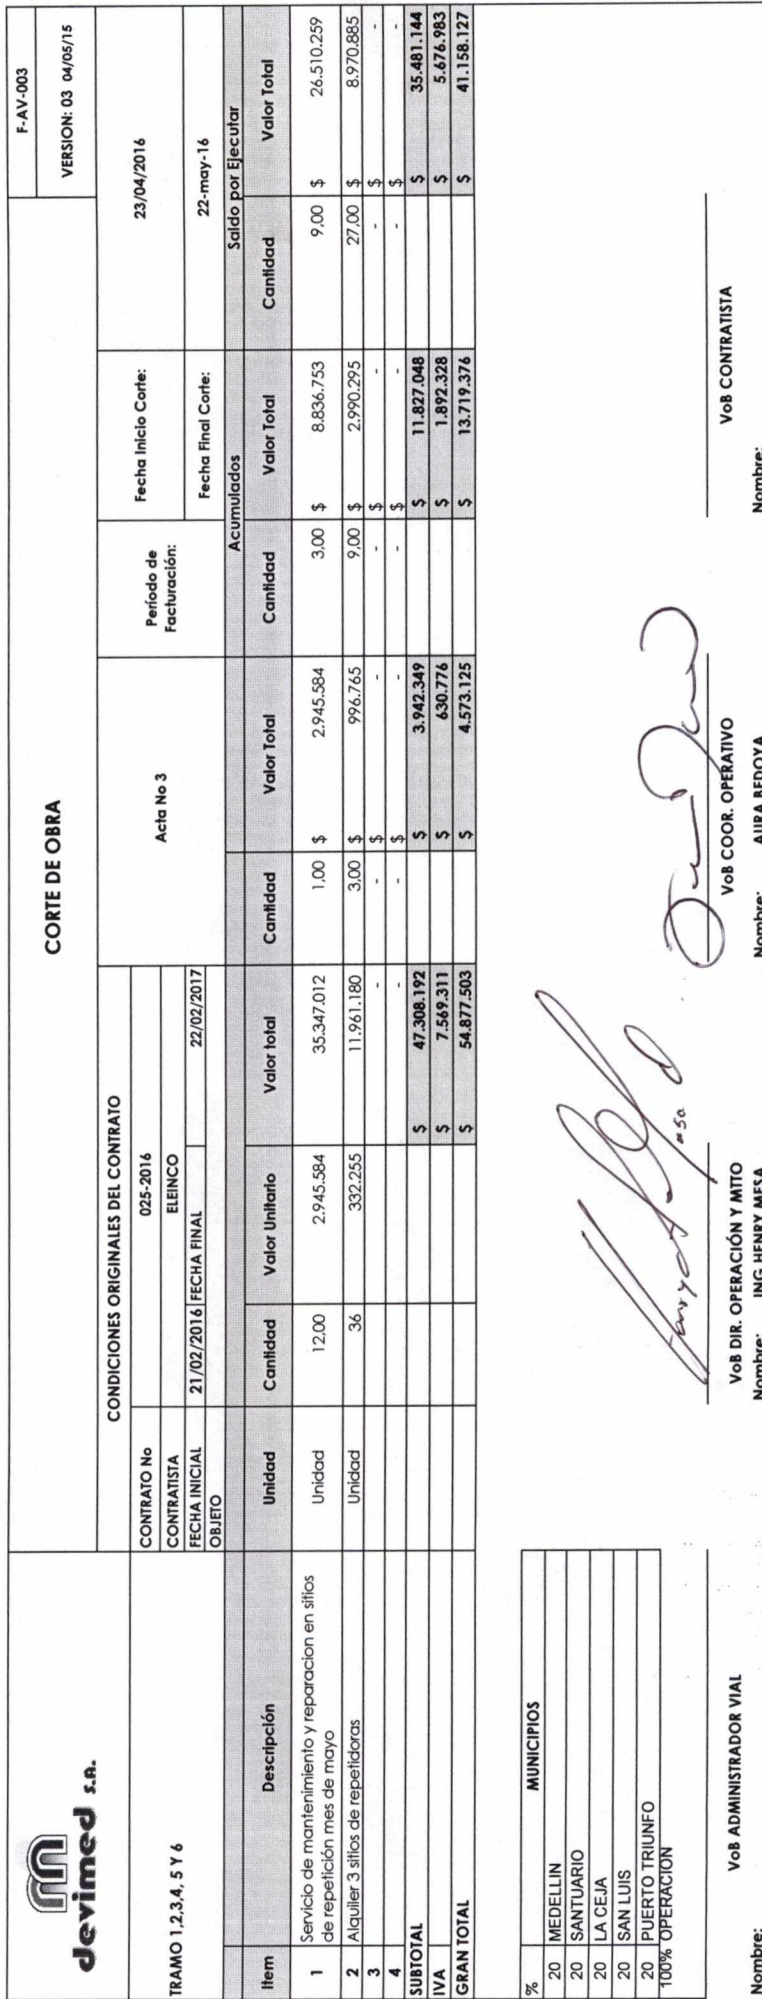 devimed s.a.
CORTE DE OBRA
F-AV-003
VERSION: 03 04/05/15
TRAMO 1,2,3,4, 5 Y 6
CONDICIONES ORIGINALES DEL CONTRATO
CONTRATO No 025-2016
CONTRATISTA ELEINCO
FECHA INICIAL 21/02/2016 FECHA FINAL 22/02/2017
OBJETO
Acta No 3
Período de Facturación:
Fecha Inicio Corte: 23/04/2016
Fecha Final Corte: 22-may-16
Acumulados Saldo por Ejecutar
Item Descripción Unidad Cantidad Valor Unitario Valor total Cantidad Valor Total Cantidad Valor Total Cantidad Valor Total
1 Servicio de mantenimiento y reparacion en sitios de repetición mes de mayo Unidad 12,00 2.945.584 35.347.012 1,00 $ 2.945.584 3,00 $ 8.836.753 9,00 $ 26.510.259
2 Alquiler 3 sitios de repetidoras Unidad 36 332.255 11.961.180 3,00 $ 996.765 9,00 $ 2.990.295 27,00 $ 8.970.885
3 - - $ - - $ - - $ -
4 - - $ - - $ - - $ -
SUBTOTAL $ 47.308.192 $ 3.942.349 $ 11.827.048 $ 35.481.144
IVA $ 7.569.311 $ 630.776 $ 1.892.328 $ 5.676.983
GRAN TOTAL $ 54.877.503 $ 4.573.125 $ 13.719.376 $ 41.158.127
% MUNICIPIOS
20 MEDELLIN
20 SANTUARIO
20 LA CEJA
20 SAN LUIS
20 PUERTO TRIUNFO
100% OPERACION
VoB ADMINISTRADOR VIAL VoB DIR. OPERACIÓN Y MTTO VoB COOR. OPERATIVO VoB CONTRATISTA
Nombre: Nombre: ING HENRY MESA Nombre: AURA BEDOYA Nombre: